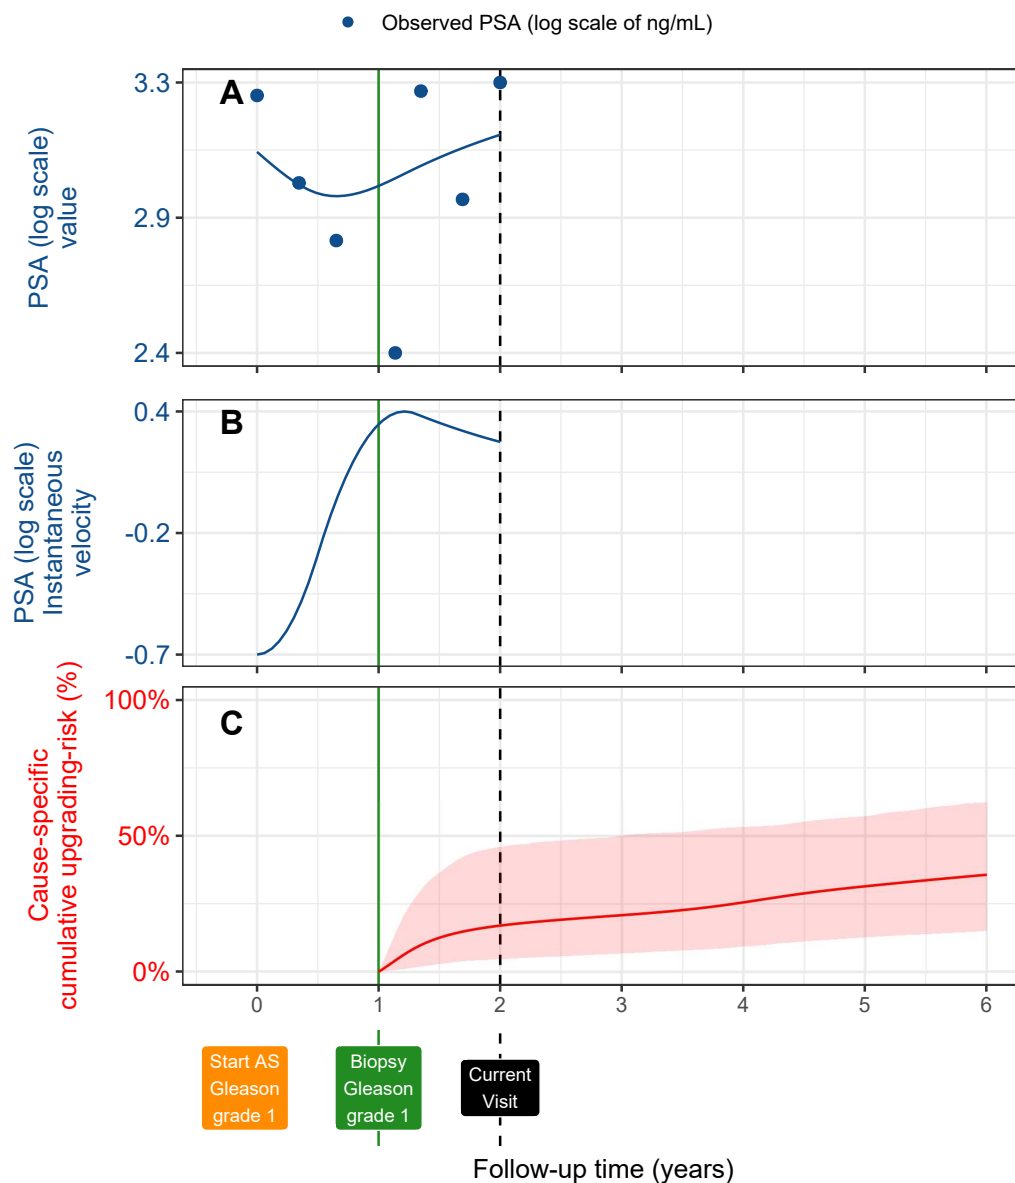 Observed PSA (log scale of ng/mL)
A
3.3
2.9
2.4
PSA (log scale)
value
B
0.4
-0.2
-0.7
PSA (log scale)
Instantaneous
velocity
C
100%
50%
0%
Cause-specific
cumulative upgrading-risk (%)
0 1 2 3 4 5 6
Start AS
Gleason
grade 1
Biopsy
Gleason
grade 1
Current
Visit
Follow-up time (years)